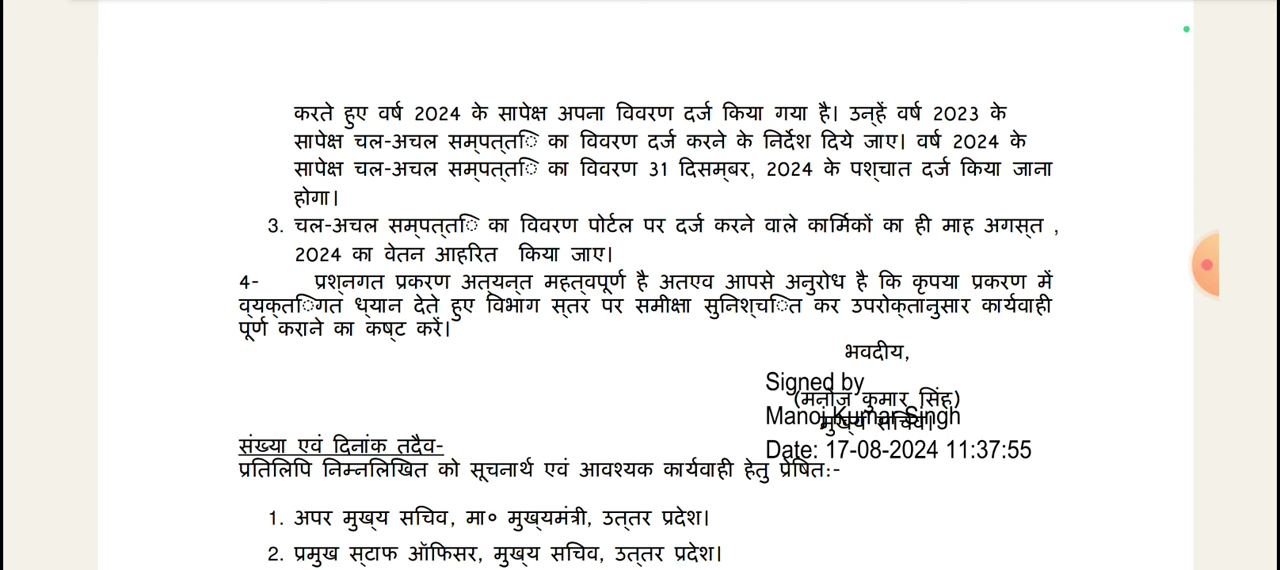 करते हुए वर्ष 2024 के सापेक्ष अपना विवरण दर्ज किया गया है। उन्हें वर्ष 2023 के
सापेक्ष चल-अचल सम्पत्ति का विवरण दर्ज करने के निर्देश दिये जाए। वर्ष 2024 के
सापेक्ष चल-अचल सम्पत्ति का विवरण 31 दिसम्बर, 2024 के पश्चात दर्ज किया जाना
होगा।
3. चल-अचल सम्पत्ति का विवरण पोर्टल पर दर्ज करने वाले कार्मिकों का ही माह अगस्त ,
2024 का वेतन आहरित किया जाए।
4- प्रश्नगत प्रकरण अत्यन्त महत्वपूर्ण है अतएव आपसे अनुरोध है कि कृपया प्रकरण में
व्यक्तिगत ध्यान देते हुए विभाग स्तर पर समीक्षा सुनिश्चित कर उपरोक्तानुसार कार्यवाही
पूर्ण कराने का कष्ट करें।
भवदीय,
Signed by
(मनोज कुमार सिंह)
Manoj Kumar Singh
मुख्य सचिव।
Date: 17-08-2024 11:37:55
संख्या एवं दिनांक तदैव-
प्रतिलिपि निम्नलिखित को सूचनार्थ एवं आवश्यक कार्यवाही हेतु प्रेषित:-
1. अपर मुख्य सचिव, मा० मुख्यमंत्री, उत्तर प्रदेश।
2. प्रमुख स्टाफ ऑफिसर, मुख्य सचिव, उत्तर प्रदेश।